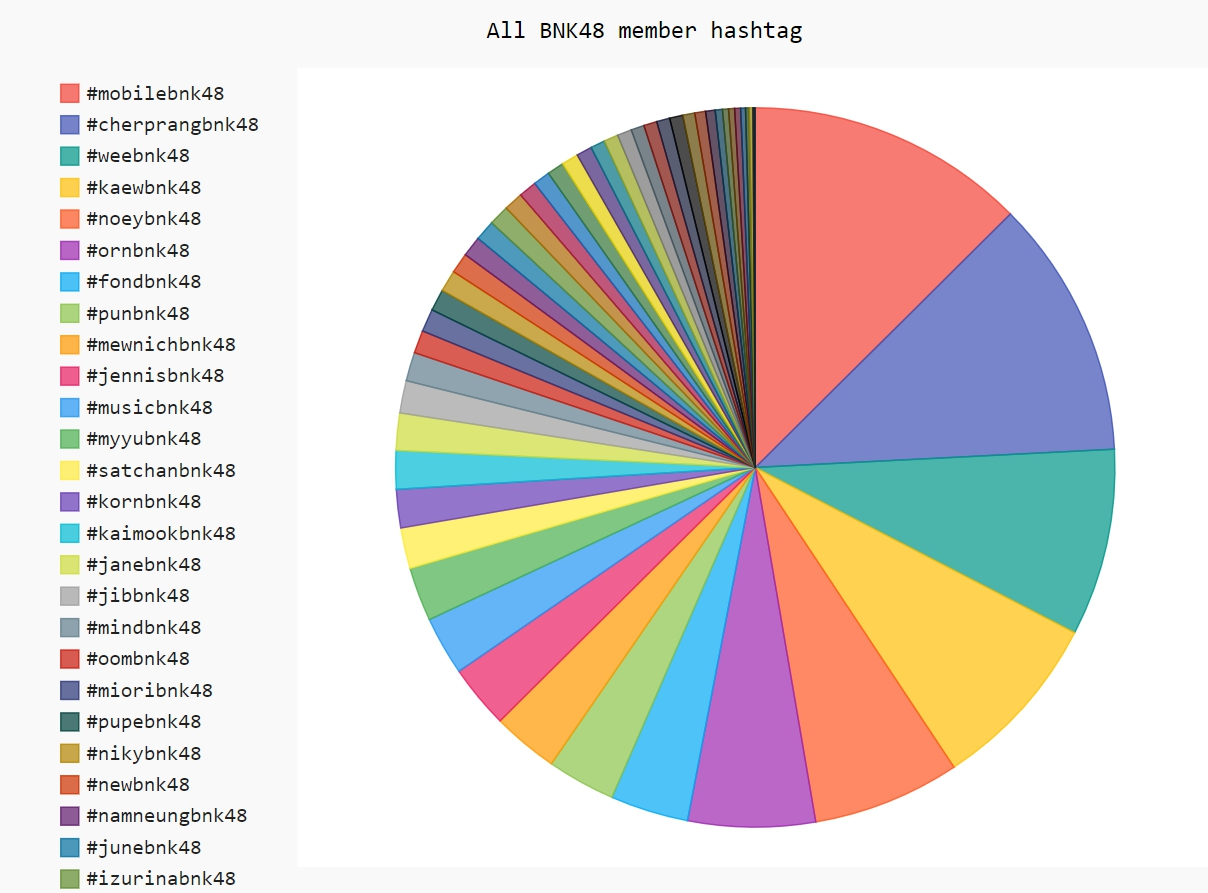 All BNK48 member hashtag
#mobilebnk48
#cherprangbnk48
#weebnk48
#kaewbnk48
#noeybnk48
#ornbnk48
#fondbnk48
#punbnk48
#mewnichbnk48
#jennisbnk48
#musicbnk48
#myyubnk48
#satchanbnk48
#kornbnk48
#kaimookbnk48
#janebnk48
#jibbnk48
#mindbnk48
#oombnk48
#mioribnk48
#pupebnk48
#nikybnk48
#newbnk48
#namneungbnk48
#junebnk48
#izurinabnk48